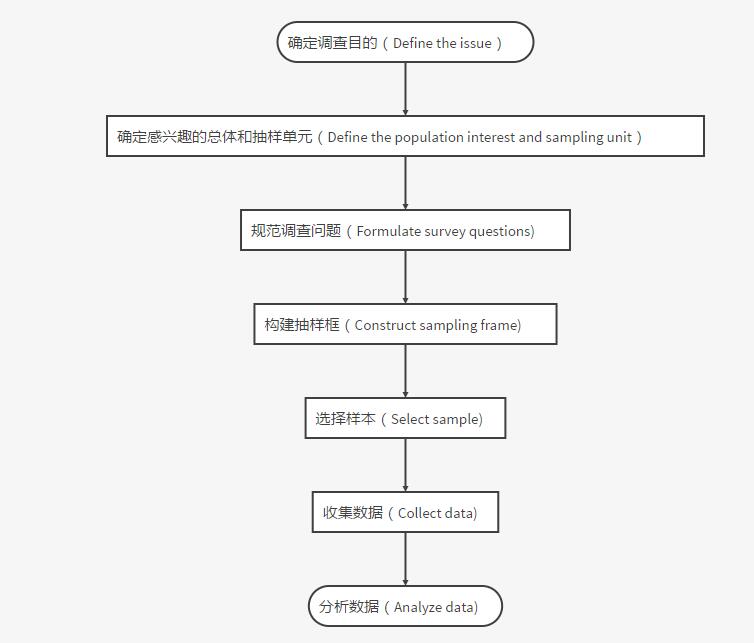 确定调查目的（Define the issue）
确定感兴趣的总体和抽样单元（Define the population interest and sampling unit）
规范调查问题（Formulate survey questions)
构建抽样框（Construct sampling frame)
选择样本（Select sample)
收集数据（Collect data)
分析数据（Analyze data)